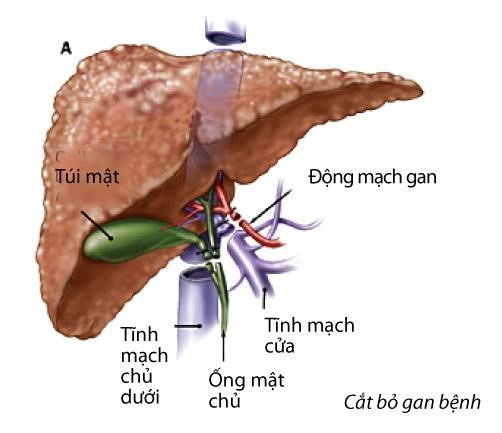 A
Túi mật
Động mạch gan
Tĩnh mạch
cửa
Tĩnh
mạch
chủ
dưới
Ống mật
chủ
Cắt bỏ gan bệnh